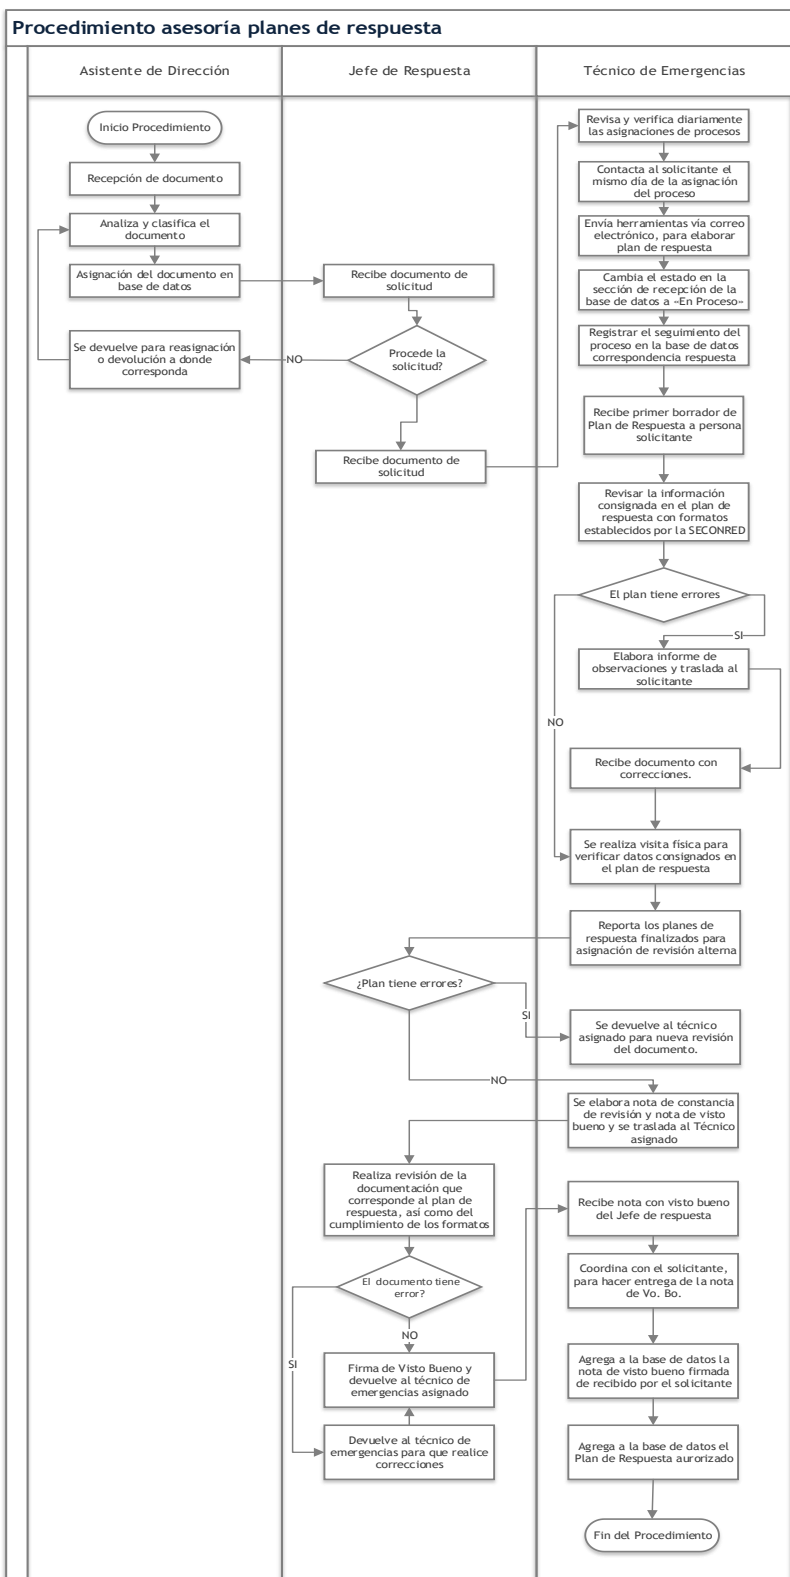 Procedimiento asesoría planes de respuesta
Asistente de Dirección
Jefe de Respuesta
Técnico de Emergencias
Inicio Procedimiento
Recepción de documento
Analiza y clasifica el
documento
Asignación del documento en
base de datos
Recibe documento de
solicitud
Procede la
solicitud?
NO
Se devuelve para reasignación
o devolución a donde
corresponda
Recibe documento de
solicitud
Revisa y verifica diariamente
las asignaciones de procesos
Contacta al solicitante el
mismo día de la asignación
del proceso
Envía herramientas vía correo
electrónico, para elaborar
plan de respuesta
Cambia el estado en la
sección de recepción de la
base de datos a «En Proceso»
Registrar el seguimiento del
proceso en la base de datos
correspondencia respuesta
Recibe primer borrador de
Plan de Respuesta a persona
solicitante
Revisar la información
consignada en el plan de
respuesta con formatos
establecidos por la SECONRED
El plan tiene errores
SI
Elabora informe de
observaciones y traslada al
solicitante
NO
Recibe documento con
correcciones.
Se realiza visita física para
verificar datos consignados en
el plan de respuesta
Reporta los planes de
respuesta finalizados para
asignación de revisión alterna
¿Plan tiene errores?
SI
Se devuelve al técnico
asignado para nueva revisión
del documento.
NO
Se elabora nota de constancia
de revisión y nota de visto
bueno y se traslada al Técnico
asignado
Realiza revisión de la
documentación que
corresponde al plan de
respuesta, así como del
cumplimiento de los formatos
El documento tiene
error?
NO
SI
Firma de Visto Bueno y
devuelve al técnico de
emergencias asignado
Devuelve al técnico de
emergencias para que realice
correcciones
Recibe nota con visto bueno
del Jefe de respuesta
Coordina con el solicitante,
para hacer entrega de la nota
de Vo. Bo.
Agrega a la base de datos la
nota de visto bueno firmada
de recibido por el solicitante
Agrega a la base de datos el
Plan de Respuesta aurorizado
Fin del Procedimiento